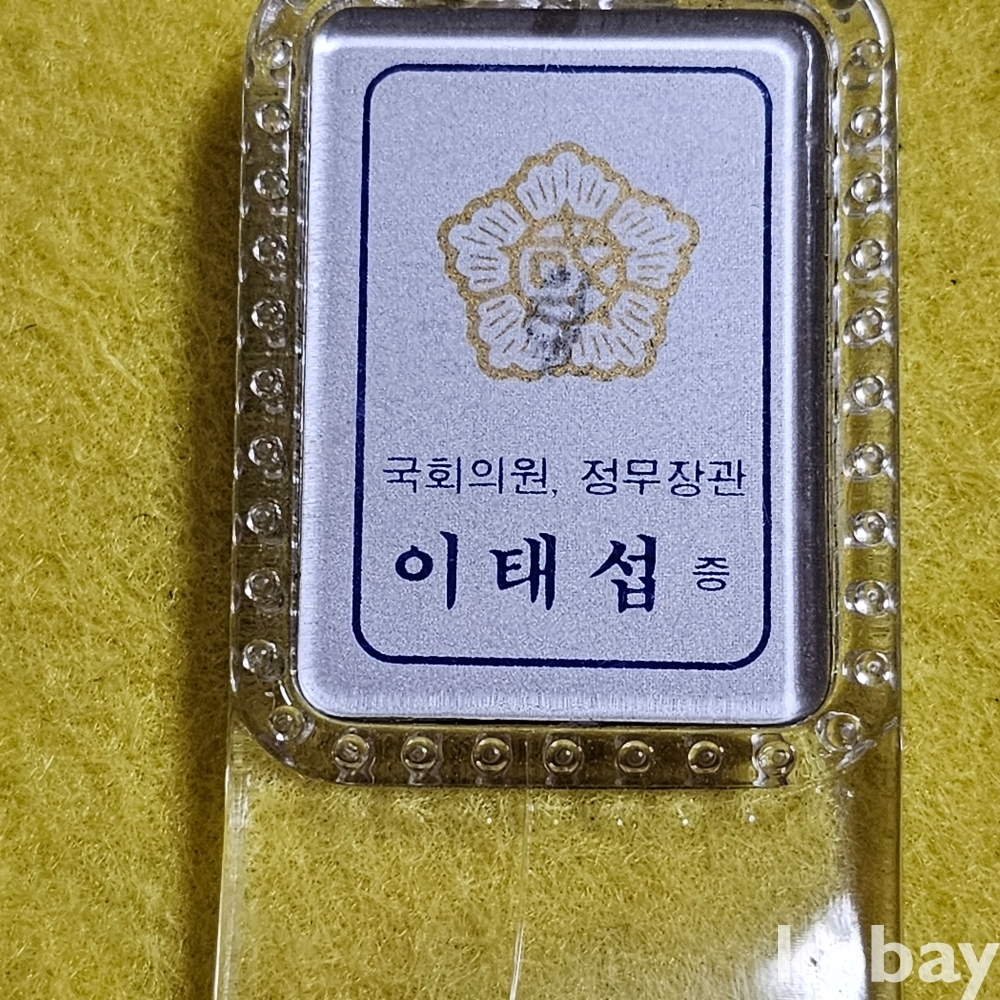 국회의원, 정무장관
이태섭 증